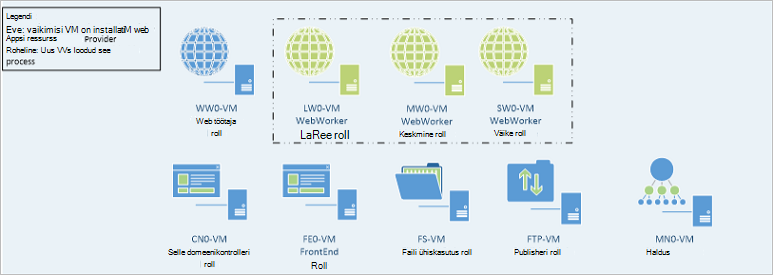 Legendi
Eve: vaikimisi VM on installatiM web
Appsi ressurss Provider
Roheline: Uus VVs loodud see
process
WW0-VM
Web töötaja
roll
LW0-VM
WebWorker
LaRee roll
MW0-VM
WebWorker
Keskmine roll
SW0-VM
WebWorker
Väike roll
CN0-VM
Selle domeenikontrolleri
roll
FE0-VM
FrontEnd
Roll
FS-VM
Faili ühiskasutus roll
FTP-VM
Publisheri roll
MN0-VM
Haldus